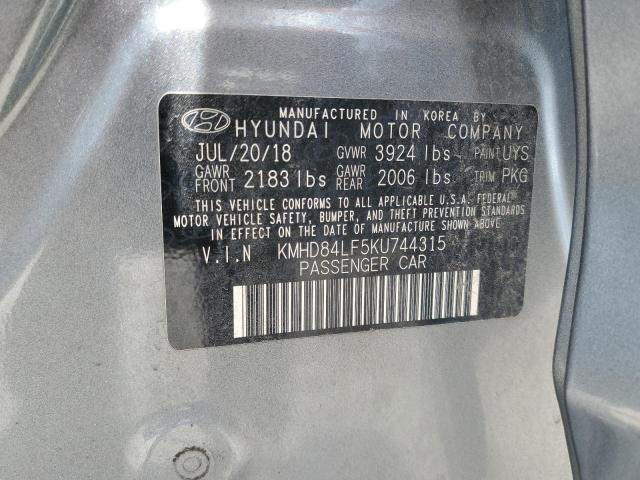 MANUFACTURED IN KOREA BY
HYUNDAI MOTOR COMPANY
JUL/20/18 GVWR 3924 lbs PAINT UYS
GAWR FRONT 2183 lbs GAWR REAR 2006 lbs. TRIM PKG
THIS VEHICLE CONFORMS TO ALL APPLICABLE U.S.A. FEDERAL
MOTOR VEHICLE SAFETY, BUMPER, AND THEFT PREVENTION STANDARDS
IN EFFECT ON THE DATE OF MANUFACTURE SHOWN ABOVE.
V.I.N KMHD84LF5KU744315
PASSENGER CAR